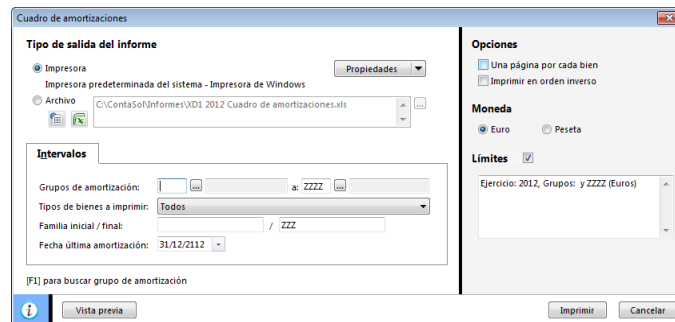 Cuadro de amortizaciones
Tipo de salida del informe
Impresora
Propiedades
Impresora predeterminada del sistema - Impresora de Windows
Archivo
C:\ContaSol\Informes\XD1 2012 Cuadro de amortizaciones.xls
...
Intervalos
Grupos de amortización: ... a: ZZZZ ...
Tipos de bienes a imprimir: Todos
Familia inicial / final: / ZZZ
Fecha última amortización: 31/12/2112
[F1] para buscar grupo de amortización
Vista previa
Opciones
Una página por cada bien
Imprimir en orden inverso
Moneda
Euro Peseta
Límites
Ejercicio: 2012, Grupos: y ZZZZ (Euros)
Imprimir Cancelar